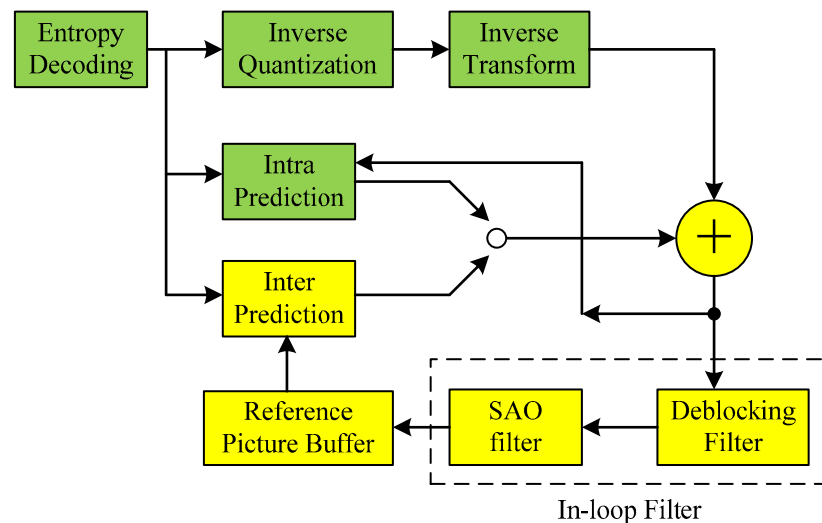 Entropy
Decoding
Inverse
Quantization
Inverse
Transform
Intra
Prediction
+
Inter
Prediction
Reference
Picture Buffer
SAO
filter
Deblocking
Filter
In-loop Filter